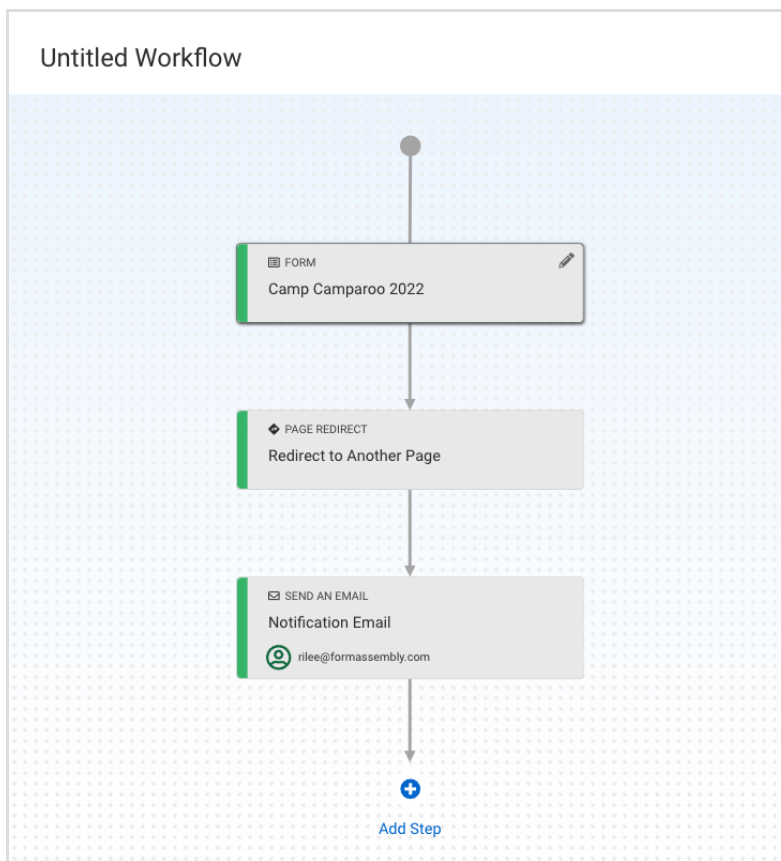 Untitled Workflow
FORM
Camp Camparoo 2022
PAGE REDIRECT
Redirect to Another Page
SEND AN EMAIL
Notification Email
rilee@formassembly.com
Add Step